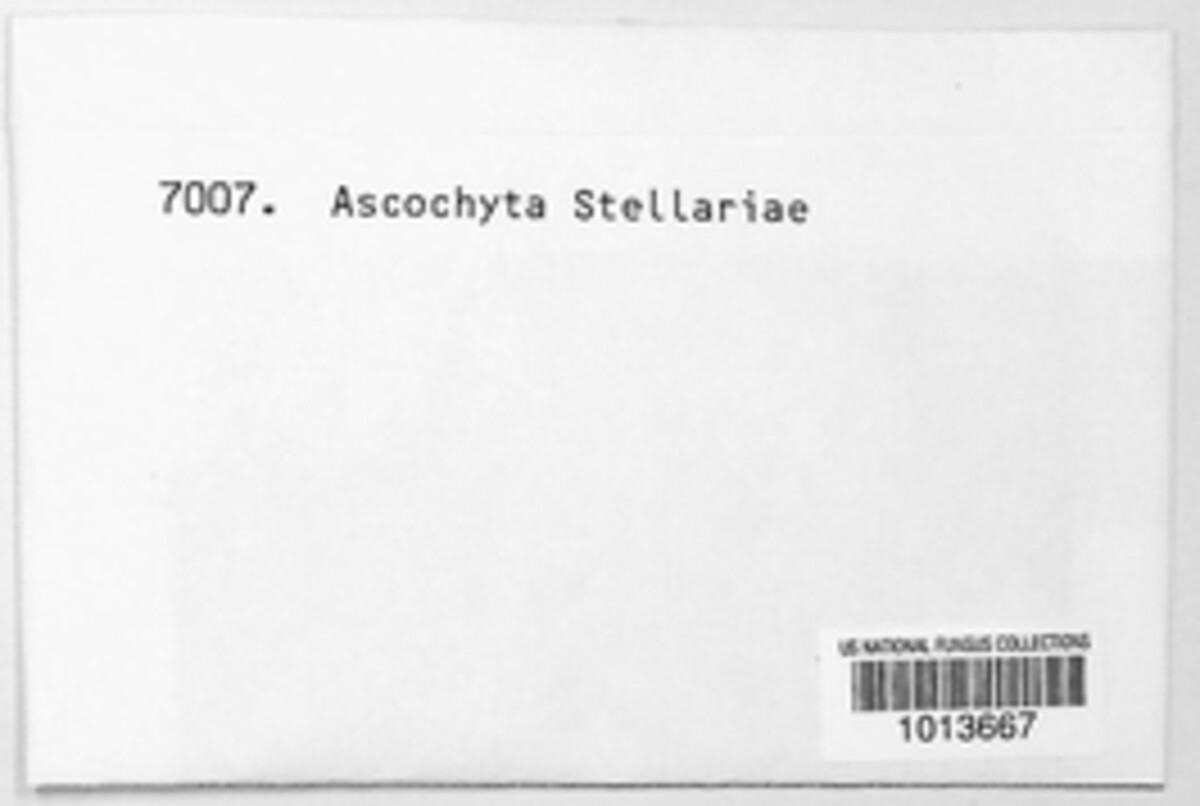 7007. Ascochyta Stellariae
US NATIONAL FUNGUS COLLECTIONS
1013667